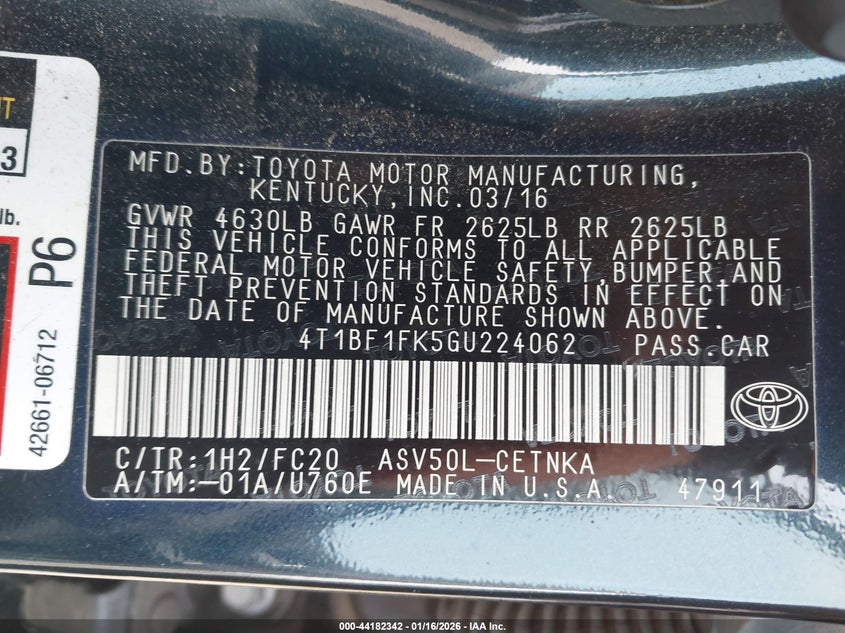 MFD.BY:TOYOTA MOTOR MANUFACTURING,
KENTUCKY,INC.03/16
GVWR 4630LB GAWR FR 2625LB RR 2625LB
THIS VEHICLE CONFORMS TO ALL APPLICABLE
FEDERAL MOTOR VEHICLE SAFETY,BUMPER,AND
THEFT PREVENTION STANDARDS IN EFFECT ON
THE DATE OF MANUFACTURE SHOWN ABOVE.
4T1BF1FK5GU224062 PASS.CAR
C/TR:1H2/FC20 ASV50L-CETNKA
A/TM:-01A/U760E MADE IN U.S.A. 47911
3
lb.
P6
42661-06712
000-44182342 - 01/16/2026 - IAA Inc.